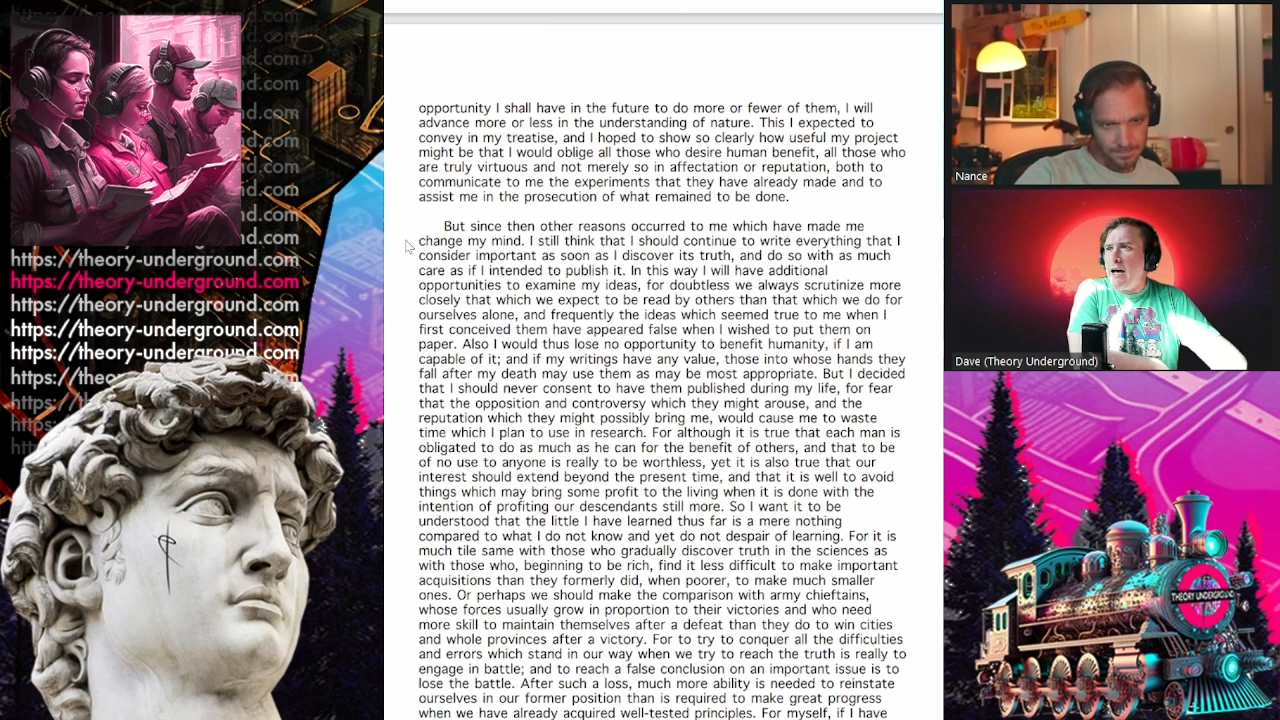 https://theory-underground.com
nd.com
nd.com
nd.com
nd.com
nd.com
nd.com
nd.com
nd.com
nd.com
https://theory-underground.com
https://theory-underground.com
https://theory-underground.com
https://theory-underground.com
https://theory-underground.com
https://theory-underground.com
https:
https:
https:
opportunity I shall have in the future to do more or fewer of them, I will
advance more or less in the understanding of nature. This I expected to
convey in my treatise, and I hoped to show so clearly how useful my project
might be that I would oblige all those who desire human benefit, all those who
are truly virtuous and not merely so in affectation or reputation, both to
communicate to me the experiments that they have already made and to
assist me in the prosecution of what remained to be done.
But since then other reasons occurred to me which have made me
change my mind. I still think that I should continue to write everything that I
consider important as soon as I discover its truth, and do so with as much
care as if I intended to publish it. In this way I will have additional
opportunities to examine my ideas, for doubtless we always scrutinize more
closely that which we expect to be read by others than that which we do for
ourselves alone, and frequently the ideas which seemed true to me when I
first conceived them have appeared false when I wished to put them on
paper. Also I would thus lose no opportunity to benefit humanity, if I am
capable of it; and if my writings have any value, those into whose hands they
fall after my death may use them as may be most appropriate. But I decided
that I should never consent to have them published during my life, for fear
that the opposition and controversy which they might arouse, and the
reputation which they might possibly bring me, would cause me to waste
time which I plan to use in research. For although it is true that each man is
obligated to do as much as he can for the benefit of others, and that to be
of no use to anyone is really to be worthless, yet it is also true that our
interest should extend beyond the present time, and that it is well to avoid
things which may bring some profit to the living when it is done with the
intention of profiting our descendants still more. So I want it to be
understood that the little I have learned thus far is a mere nothing
compared to what I do not know and yet do not despair of learning. For it is
much tile same with those who gradually discover truth in the sciences as
with those who, beginning to be rich, find it less difficult to make important
acquisitions than they formerly did, when poorer, to make much smaller
ones. Or perhaps we should make the comparison with army chieftains,
whose forces usually grow in proportion to their victories and who need
more skill to maintain themselves after a defeat than they do to win cities
and whole provinces after a victory. For to try to conquer all the difficulties
and errors which stand in our way when we try to reach the truth is really to
engage in battle; and to reach a false conclusion on an important issue is to
lose the battle. After such a loss, much more ability is needed to reinstate
ourselves in our former position than is required to make great progress
when we have already acquired well-tested principles. For myself, if I have
Nance
Dave (Theory Underground)
THEORY UNDERGROUND